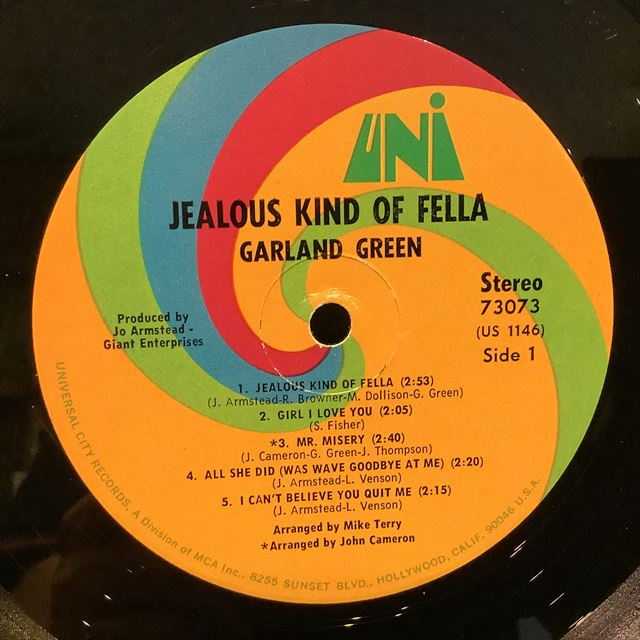 UNI
JEALOUS KIND OF FELLA
GARLAND GREEN
Stereo
73073
(US 1146)
Side 1
Produced by
Jo Armstead -
Giant Enterprises
1. JEALOUS KIND OF FELLA (2:53)
(J. Armstead-R. Browner-M. Dollison-G. Green)
2. GIRL I LOVE YOU (2:05)
(S. Fisher)
*3. MR. MISERY (2:40)
(J. Cameron-G. Green-J. Thompson)
4. ALL SHE DID (WAS WAVE GOODBYE AT ME) (2:20)
(J. Armstead-L. Venson)
5. I CAN'T BELIEVE YOU QUIT ME (2:15)
(J. Armstead-L. Venson)
Arranged by Mike Terry
*Arranged by John Cameron
UNIVERSAL CITY RECORDS, A Division of MCA Inc., 8255 SUNSET BLVD., HOLLYWOOD, CALIF. 90046 U.S.A.